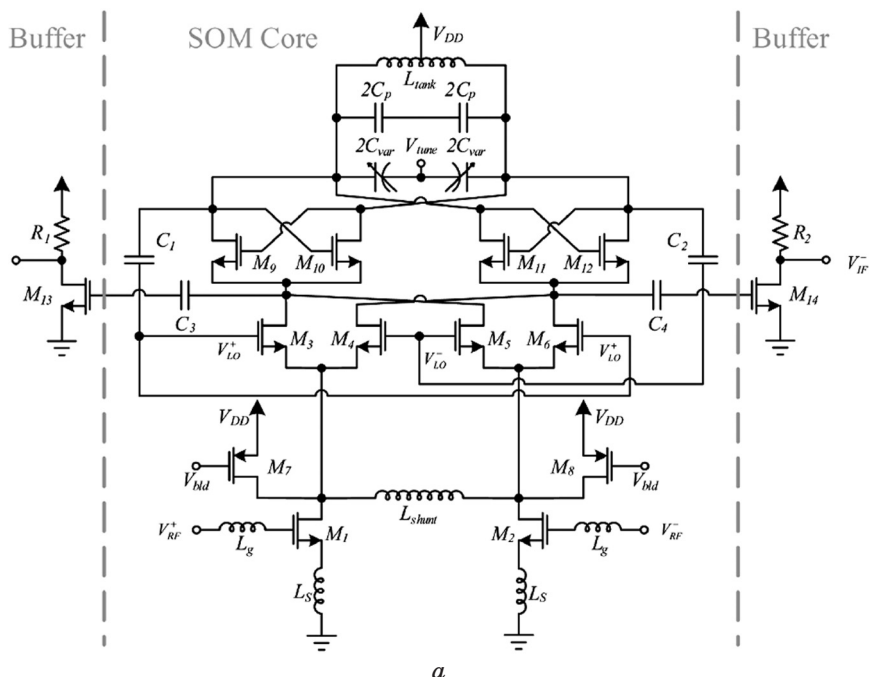 Buffer SOM Core Buffer
V_DD
L_tank
2C_p 2C_p
2C_var V_tune 2C_var
R_1 C_1 M_9 M_10 M_11 M_12 C_2 R_2
M_13 C_3 C_4 M_14 V_IF^-
V_LO^+ M_3 M_4 V_LO^- M_5 M_6 V_LO^+
V_DD V_DD
V_bld M_7 M_8 V_bld
L_shunt
V_RF^+ L_g M_1 M_2 L_g V_RF^-
L_S L_S
a